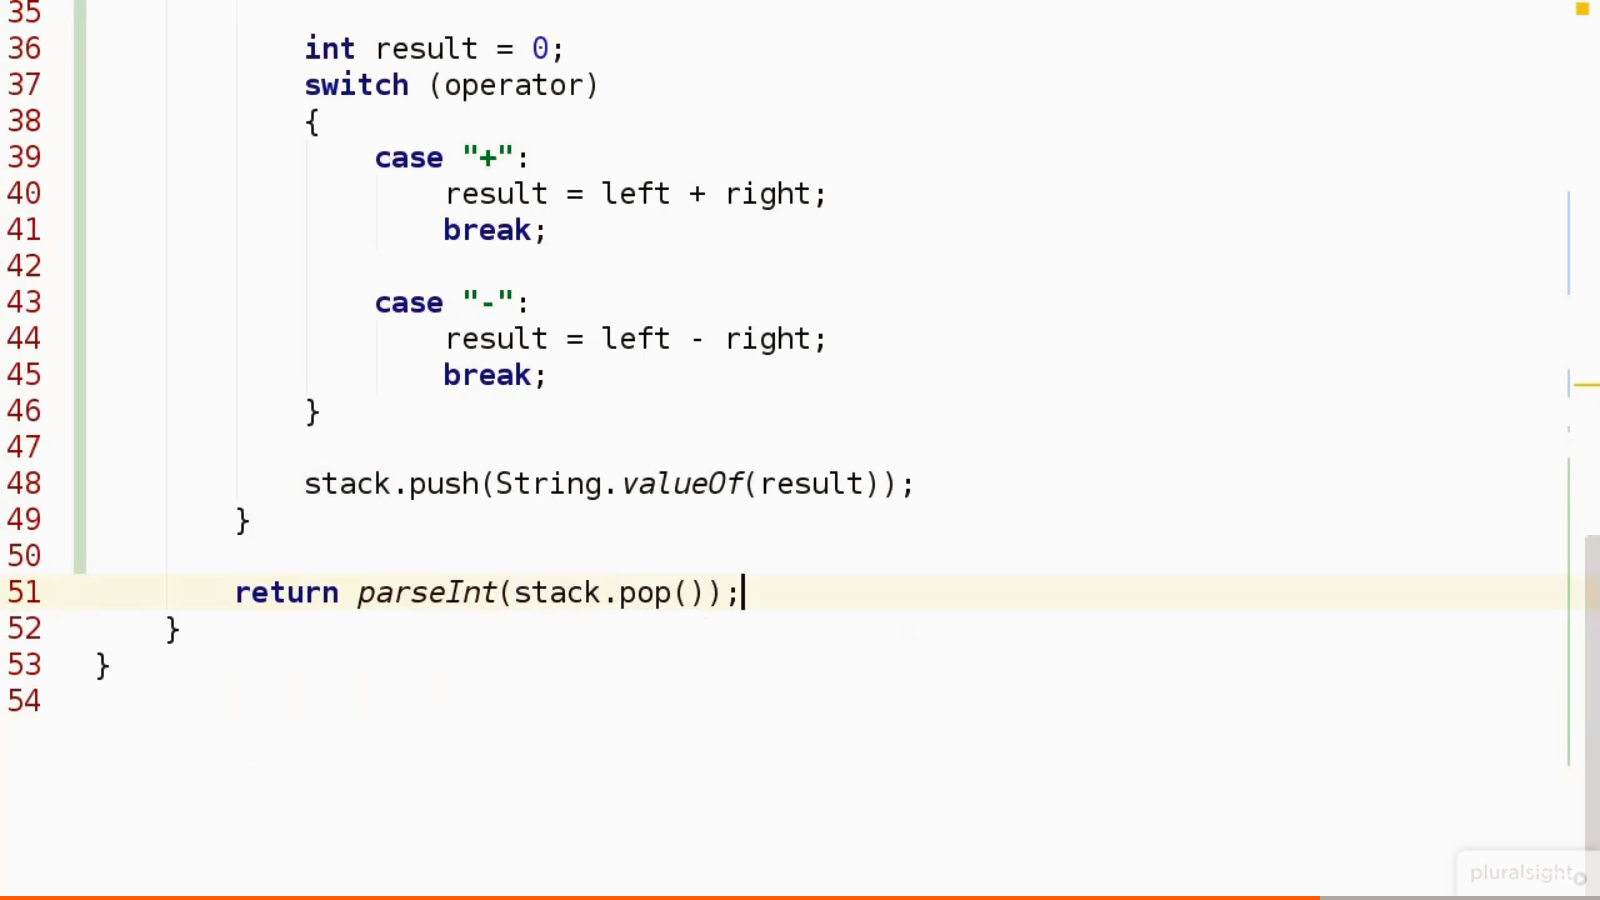 35
36 int result = 0;
37 switch (operator)
38 {
39 case "+":
40 result = left + right;
41 break;
42
43 case "-":
44 result = left - right;
45 break;
46 }
47
48 stack.push(String.valueOf(result));
49 }
50
51 return parseInt(stack.pop());
52 }
53 }
54
pluralsight